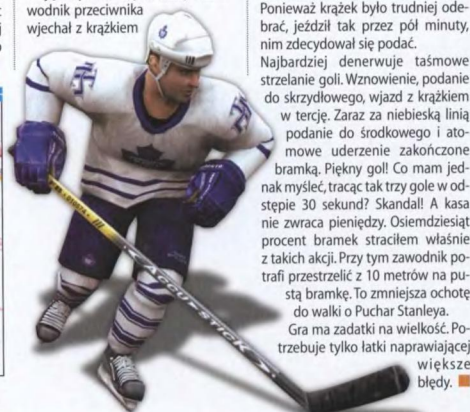 wodnik przeciwnika
wjechał z krążkiem
Ponieważ krążek było trudniej ode-
brać, jeździł tak przez pół minuty,
nim zdecydował się podać.
Najbardziej denerwuje taśmowe
strzelanie goli. Wznowienie, podanie
do skrzydłowego, wjazd z krążkiem
w tercję. Zaraz za niebieską linią
podanie do środkowego i ato-
mowe uderzenie zakończone
bramką. Piękny gol! Co mam jed-
nak myśleć, tracąc tak trzy gole w od-
stępie 30 sekund? Skandal! A kasa
nie zwraca pieniędzy. Osiemdziesiąt
procent bramek straciłem właśnie
z takich akcji. Przy tym zawodnik po-
trafi przestrzelić z 10 metrów na pu-
stą bramkę. To zmniejsza ochotę
do walki o Puchar Stanleya.
Gra ma zadatki na wielkość. Po-
trzebuje tylko łatki naprawiającej
większe
błędy.